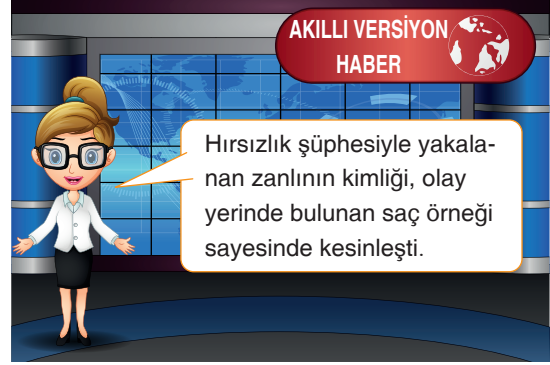 AKILLI VERSİYON
HABER
Hırsızlık şüphesiyle yakala-
nan zanlının kimliği, olay
yerinde bulunan saç örneği
sayesinde kesinleşti.